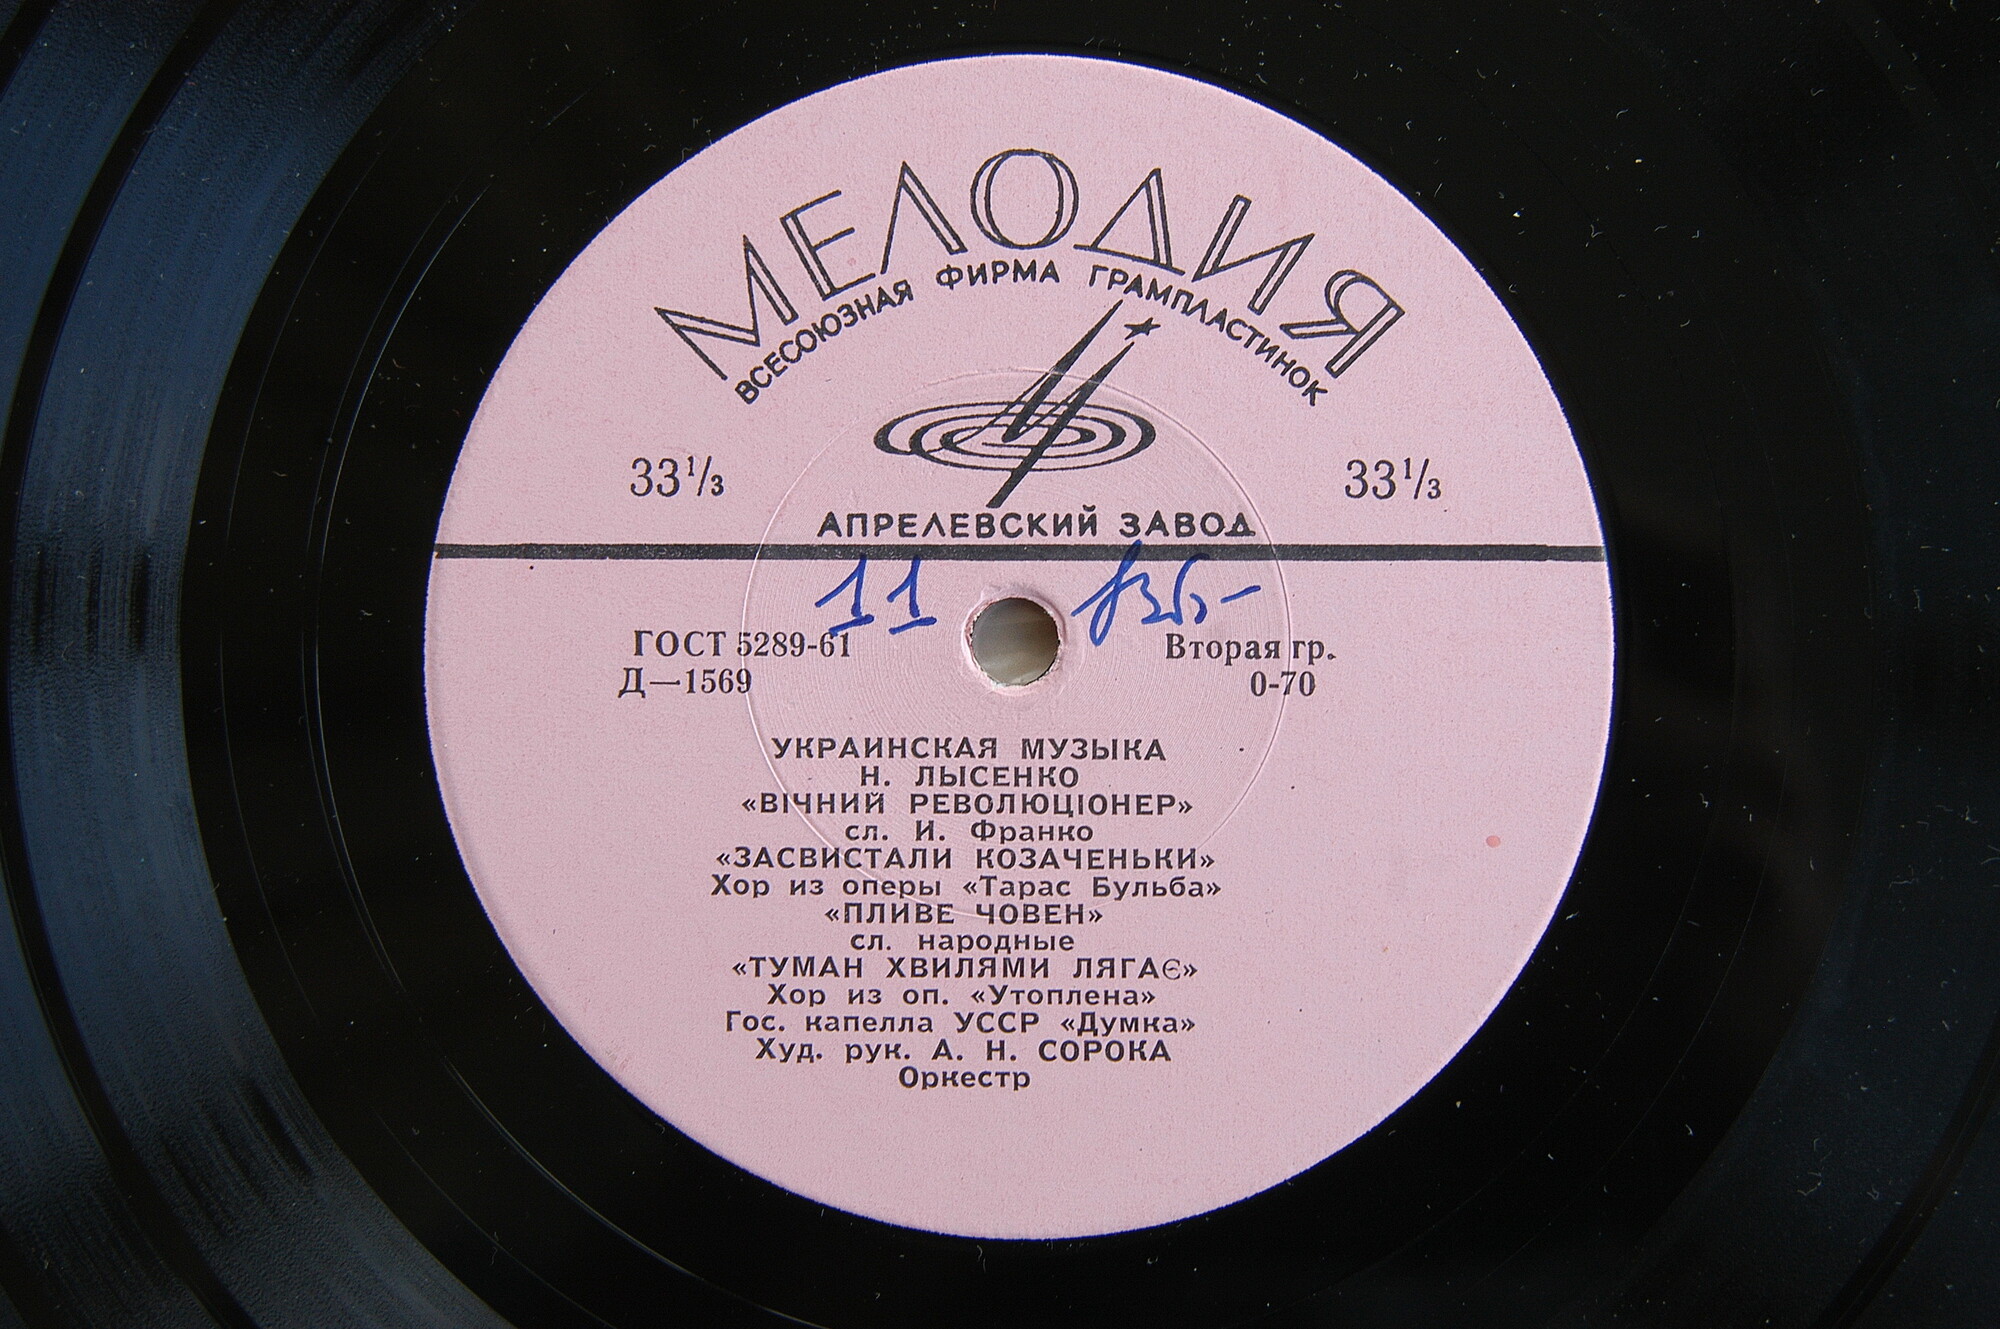 МЕЛОДИЯ
ВСЕСОЮЗНАЯ ФИРМА ГРАМПЛАСТИНОК
33⅓ 33⅓
АПРЕЛЕВСКИЙ ЗАВОД
11
ГОСТ 5289-61 Вторая гр.
Д—1569 0-70
УКРАИНСКАЯ МУЗЫКА
Н. ЛЫСЕНКО
«ВІЧНИЙ РЕВОЛЮЦІОНЕР»
сл. И. Франко
«ЗАСВИСТАЛИ КОЗАЧЕНЬКИ»
Хор из оперы «Тарас Бульба»
«ПЛИВЕ ЧОВЕН»
сл. народные
«ТУМАН ХВИЛЯМИ ЛЯГАЄ»
Хор из оп. «Утоплена»
Гос. капелла УССР «Думка»
Худ. рук. А. Н. СОРОКА
Оркестр